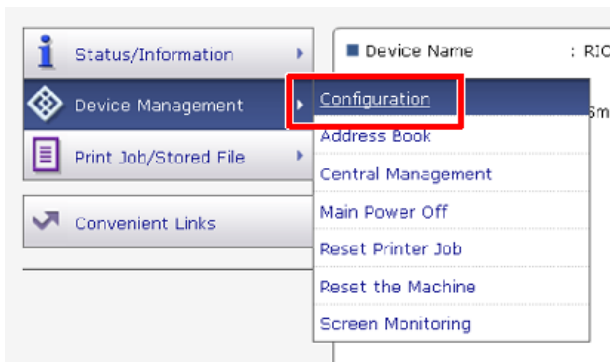 Status/Information
Device Name : RIC
Device Management
Configuration
Address Book
Print Job/Stored File
Central Management
Main Power Off
Convenient Links
Reset Printer Job
Reset the Machine
Screen Monitoring